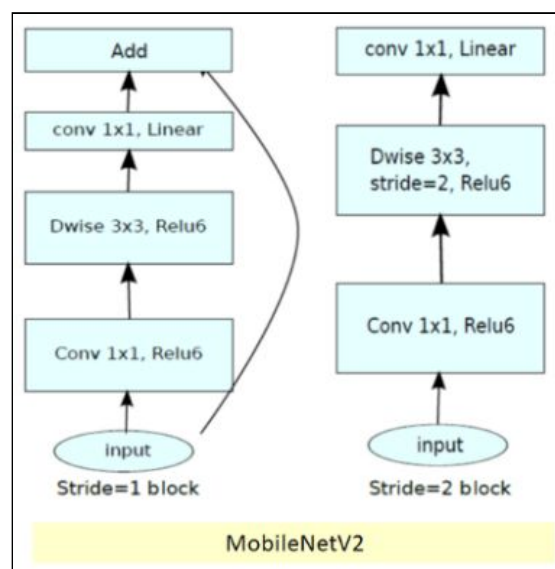 Add
conv 1x1, Linear
Dwise 3x3, Relu6
Conv 1x1, Relu6
input
Stride=1 block
conv 1x1, Linear
Dwise 3x3,
stride=2, Relu6
Conv 1x1, Relu6
input
Stride=2 block
MobileNetV2